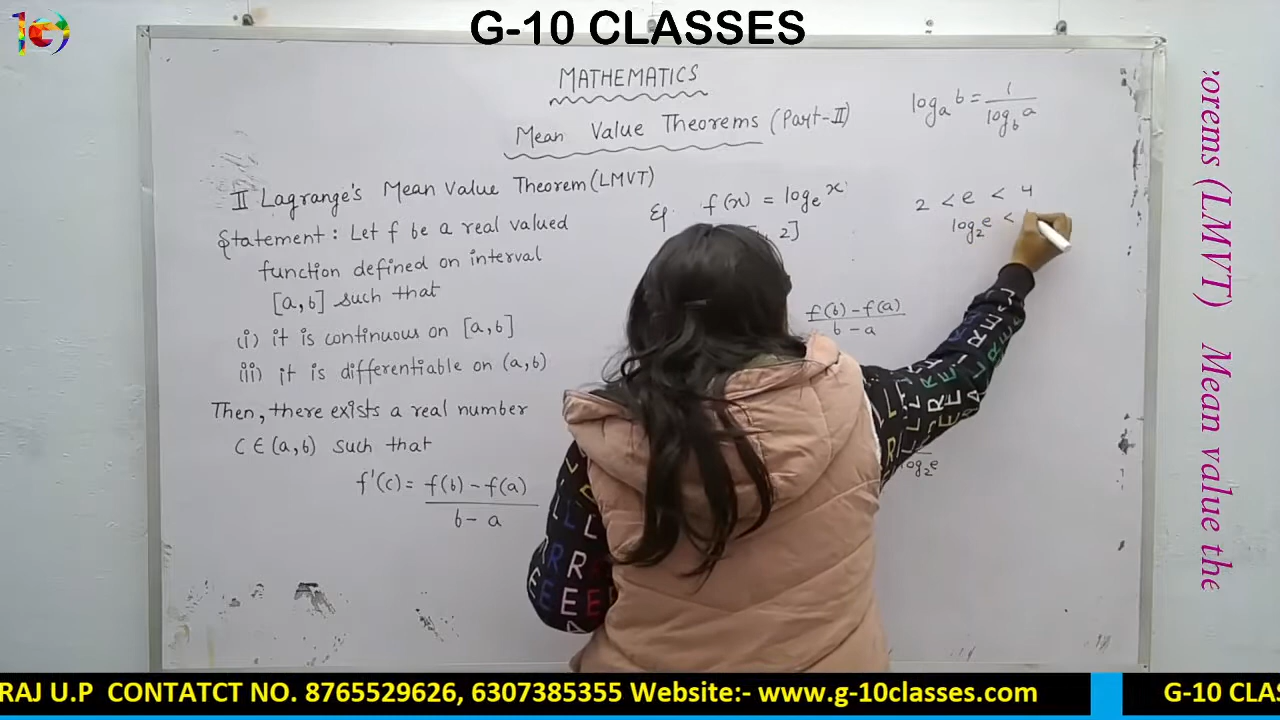 G-10 CLASSES
MATHEMATICS
Mean Value Theorems (Part-II)
log_a b = 1 / log_b a
II Lagrange's Mean Value Theorem (LMVT)
Statement : Let f be a real valued
function defined on interval
[a,b] such that
(i) it is continuous on [a,b]
(ii) it is differentiable on (a,b)
Then, there exists a real number
C ∈ (a,b) such that
f'(c) = f(b) - f(a) / b - a
Eg. f(x) = log_e x
, 2]
f(b) - f(a) / b - a
2 < e < 4
log_2 e <
log_2 e
orems (LMVT) Mean value the
RAJ U.P CONTATCT NO. 8765529626, 6307385355 Website:- www.g-10classes.com
G-10 CLAS